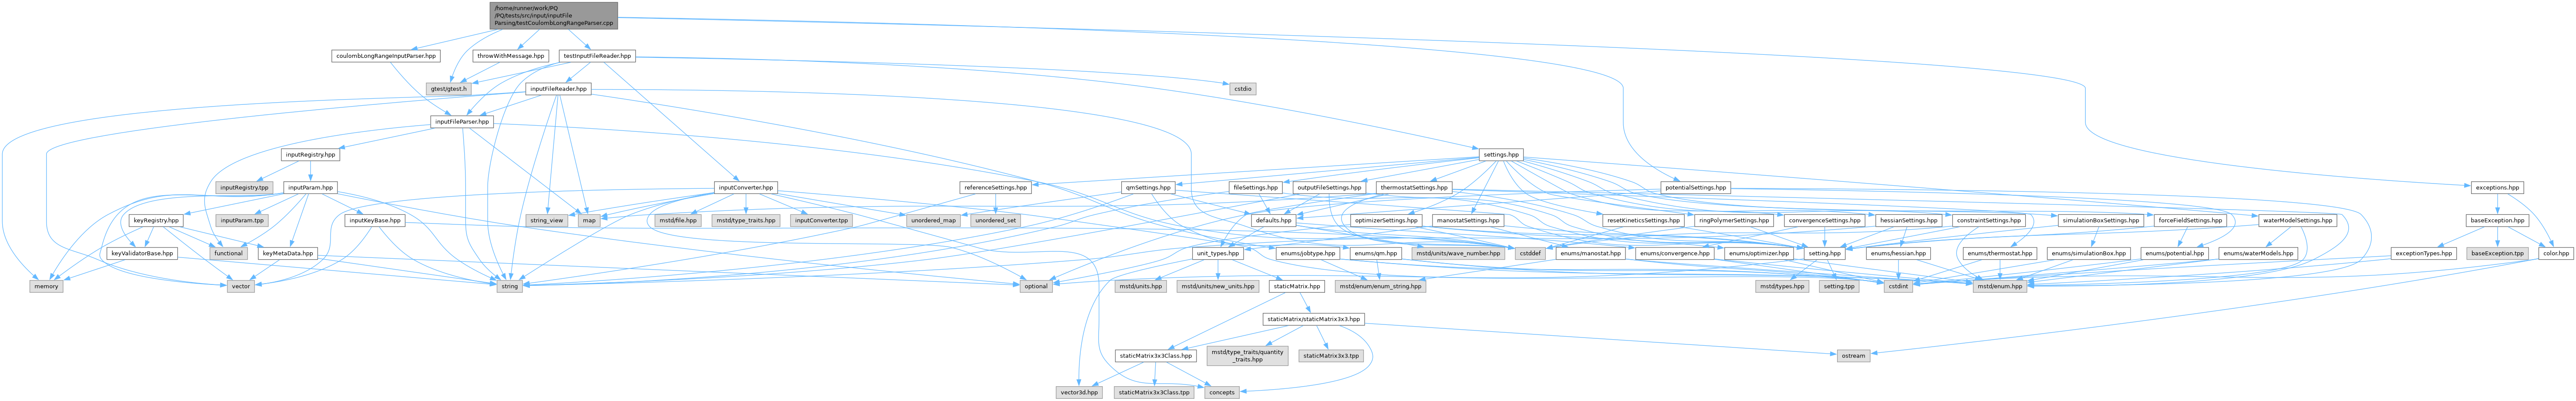 /home/runner/work/PQ
/PQ/tests/src/input/inputFile
Parsing/testCoulombLongRangeParser.cpp
coulombLongRangeInputParser.hpp
throwWithMessage.hpp
testInputFileReader.hpp
gtest/gtest.h
inputFileReader.hpp
cstdio
inputFileParser.hpp
inputRegistry.hpp
settings.hpp
inputRegistry.tpp
inputParam.hpp
inputConverter.hpp
referenceSettings.hpp
qmSettings.hpp
fileSettings.hpp
outputFileSettings.hpp
thermostatSettings.hpp
potentialSettings.hpp
exceptions.hpp
keyRegistry.hpp
inputParam.tpp
inputKeyBase.hpp
string_view
map
mstd/file.hpp
mstd/type_traits.hpp
inputConverter.tpp
unordered_map
unordered_set
defaults.hpp
optimizerSettings.hpp
manostatSettings.hpp
resetKineticsSettings.hpp
ringPolymerSettings.hpp
convergenceSettings.hpp
hessianSettings.hpp
constraintSettings.hpp
simulationBoxSettings.hpp
forceFieldSettings.hpp
waterModelSettings.hpp
baseException.hpp
keyValidatorBase.hpp
functional
keyMetaData.hpp
unit_types.hpp
enums/jobtype.hpp
enums/qm.hpp
mstd/units/wave_number.hpp
cstddef
enums/manostat.hpp
enums/convergence.hpp
enums/optimizer.hpp
setting.hpp
enums/hessian.hpp
enums/thermostat.hpp
enums/simulationBox.hpp
enums/potential.hpp
enums/waterModels.hpp
exceptionTypes.hpp
baseException.tpp
color.hpp
memory
vector
string
optional
mstd/units.hpp
mstd/units/new_units.hpp
staticMatrix.hpp
mstd/enum/enum_string.hpp
mstd/types.hpp
setting.tpp
cstdint
mstd/enum.hpp
staticMatrix/staticMatrix3x3.hpp
staticMatrix3x3Class.hpp
mstd/type_traits/quantity
_traits.hpp
staticMatrix3x3.tpp
ostream
vector3d.hpp
staticMatrix3x3Class.tpp
concepts